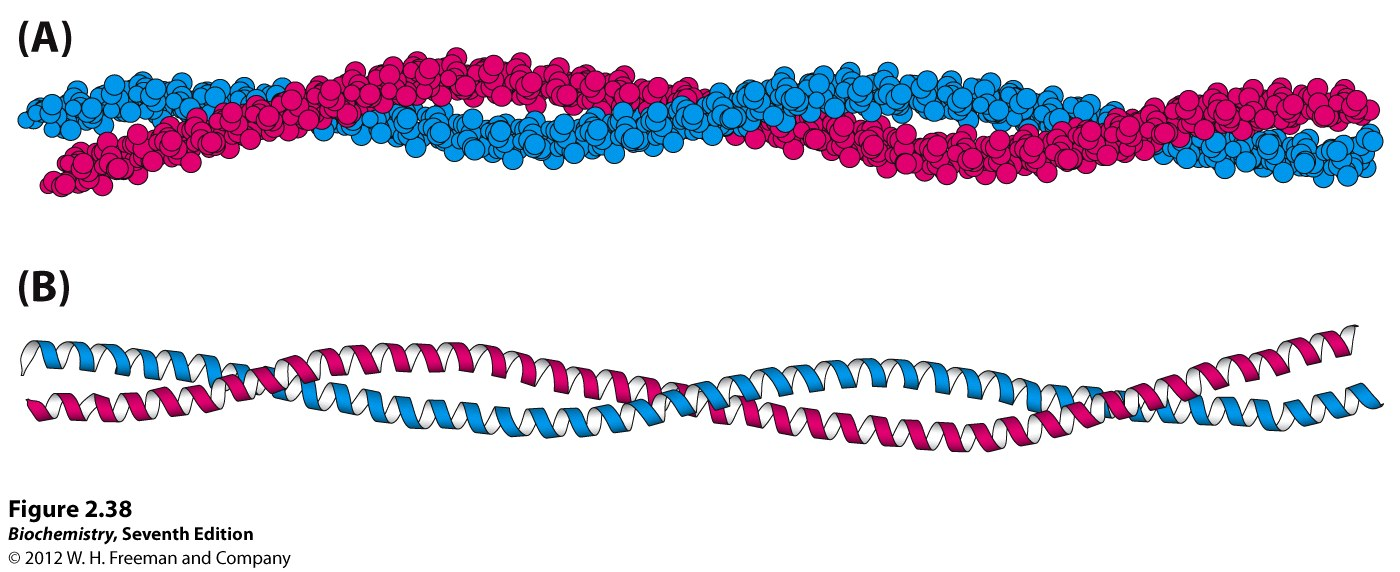 (A)
(B)
Figure 2.38
Biochemistry, Seventh Edition
© 2012 W. H. Freeman and Company